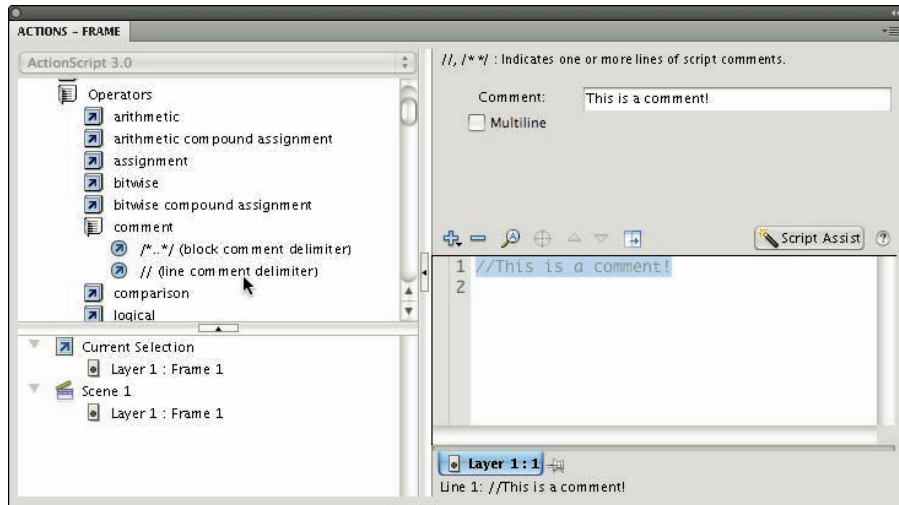 ACTIONS – FRAME
ActionScript 3.0
Operators
arithmetic
arithmetic compound assignment
assignment
bitwise
bitwise compound assignment
comment
/*..*/ (block comment delimiter)
// (line comment delimiter)
comparison
logical
Current Selection
Layer 1 : Frame 1
Scene 1
Layer 1 : Frame 1
//, /* */ : Indicates one or more lines of script comments.
Comment: This is a comment!
Multiline
Script Assist ?
1 //This is a comment!
2
Layer 1 : 1
Line 1: //This is a comment!